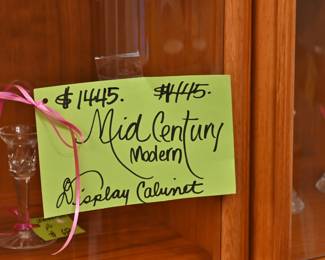 $1445. $1445.
Mid Century
Modern
Display Cabinet